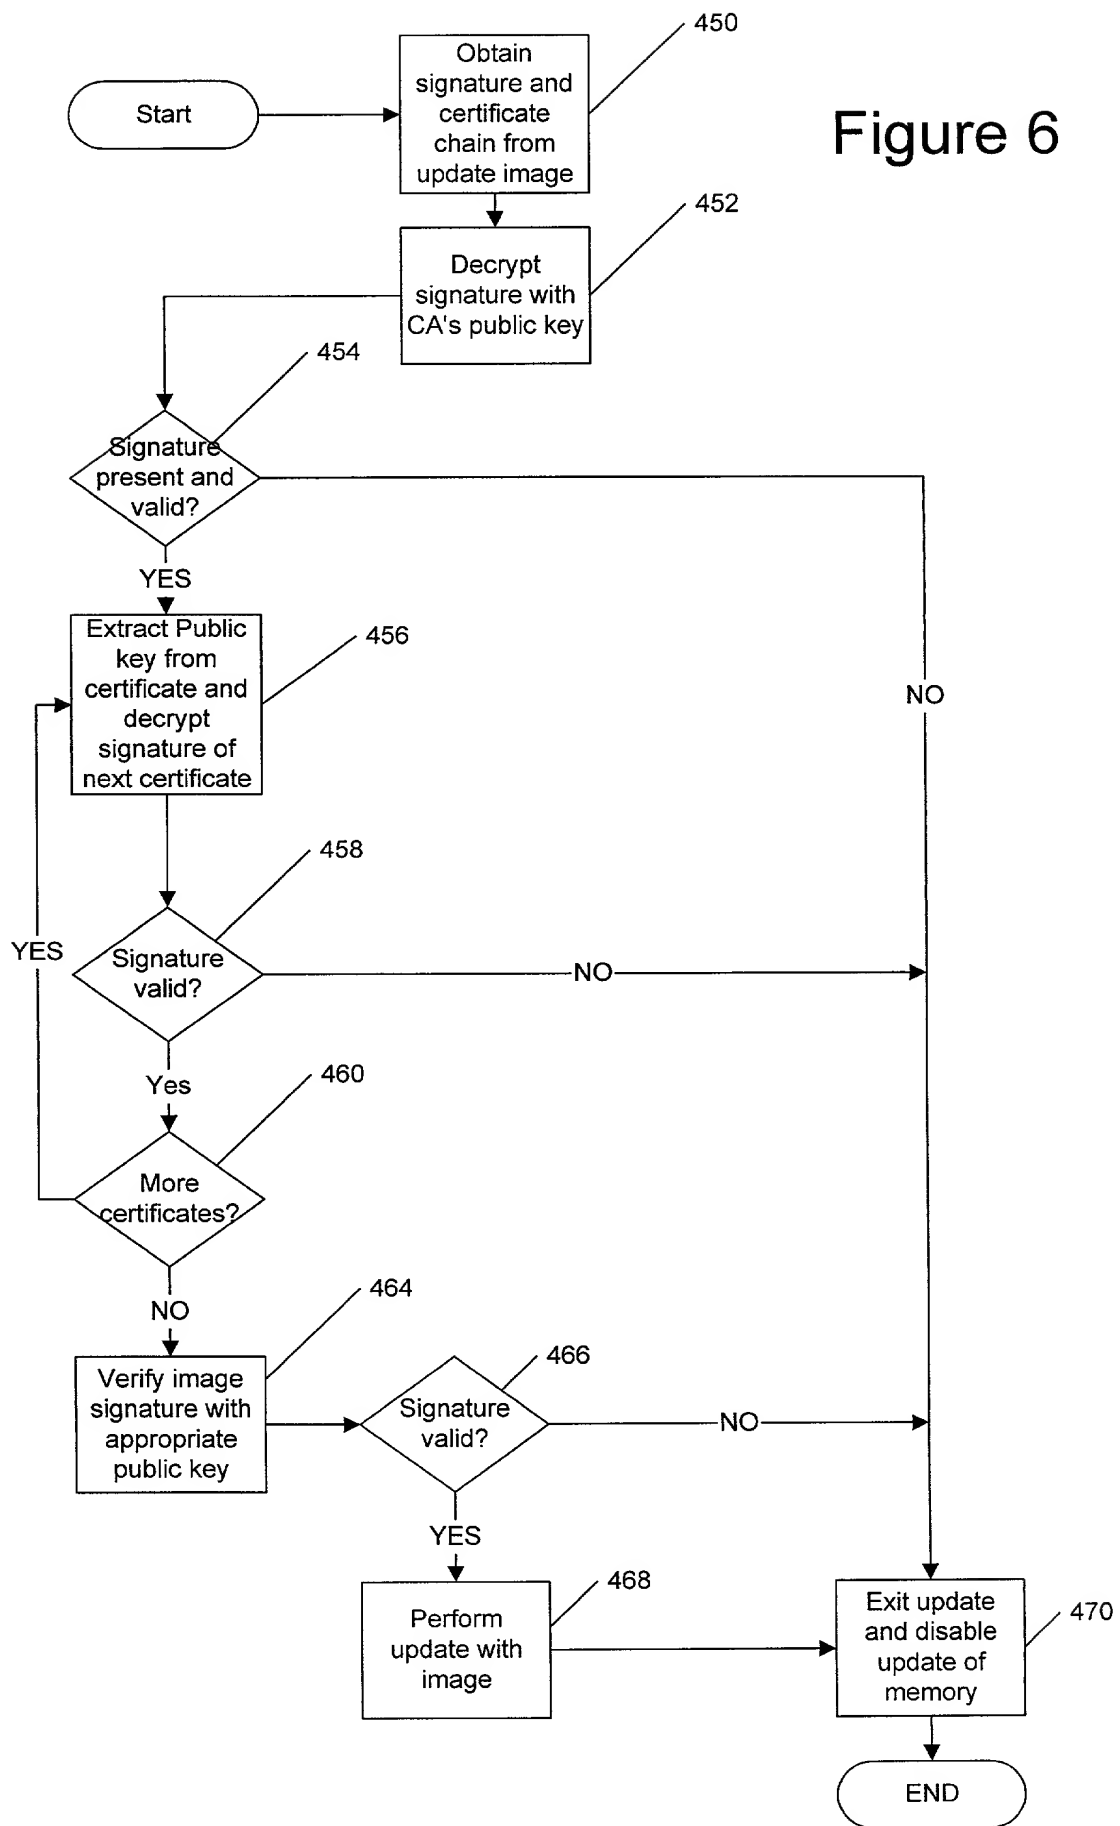 450
Obtain
signature and
certificate
chain from
update image
Start
Figure 6
452
Decrypt
signature with
CA's public key
454
Signature
present and
valid?
YES
Extract Public
key from
certificate and
decrypt
signature of
next certificate
456
NO
458
YES
Signature
valid?
NO
Yes
460
More
certificates?
NO
464
Verify image
signature with
appropriate
public key
466
Signature
valid?
NO
YES
468
Perform
update with
image
Exit update
and disable
update of
memory
470
END